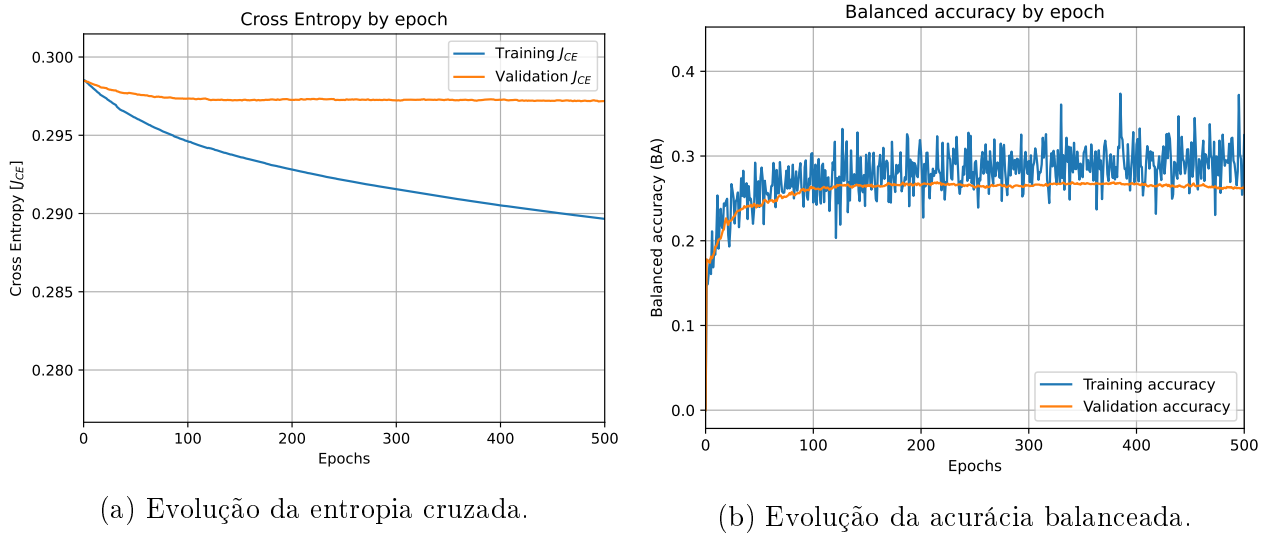 Cross Entropy by epoch
Cross Entropy [J_CE]
0.300
0.295
0.290
0.285
0.280
Training J_CE
Validation J_CE
0 100 200 300 400 500
Epochs
(a) Evolução da entropia cruzada.
Balanced accuracy by epoch
Balanced accuracy (BA)
0.4
0.3
0.2
0.1
0.0
Training accuracy
Validation accuracy
0 100 200 300 400 500
Epochs
(b) Evolução da acurácia balanceada.